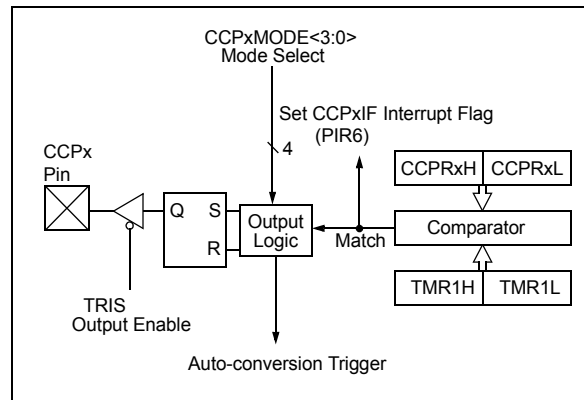 CCPxMODE<3:0>
Mode Select
Set CCPxIF Interrupt Flag
(PIR6)
4
CCPx
Pin
CCPRxH CCPRxL
Q S
R
Output
Logic
Match
Comparator
TRIS
Output Enable
TMR1H TMR1L
Auto-conversion Trigger